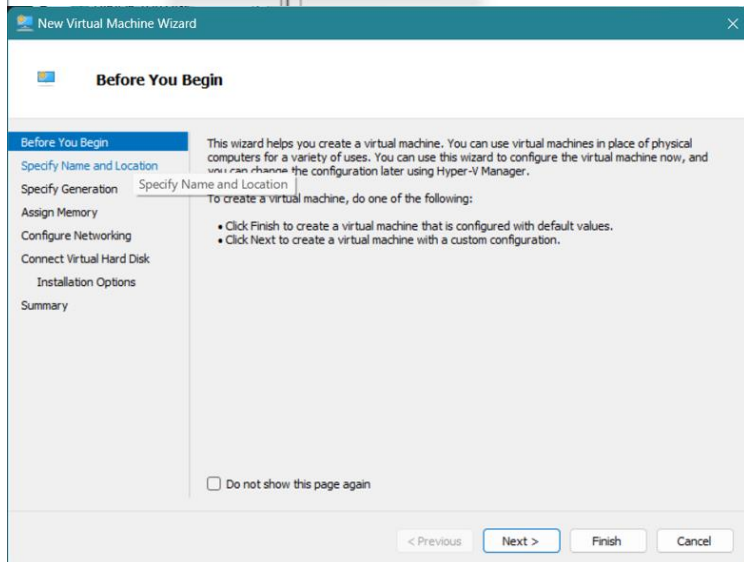 New Virtual Machine Wizard
Before You Begin
Before You Begin
Specify Name and Location
Specify Generation
Specify Name and Location
Assign Memory
Configure Networking
Connect Virtual Hard Disk
Installation Options
Summary
This wizard helps you create a virtual machine. You can use virtual machines in place of physical
computers for a variety of uses. You can use this wizard to configure the virtual machine now, and
you can change the configuration later using Hyper-V Manager.
To create a virtual machine, do one of the following:
• Click Finish to create a virtual machine that is configured with default values.
• Click Next to create a virtual machine with a custom configuration.
Do not show this page again
< Previous
Next >
Finish
Cancel